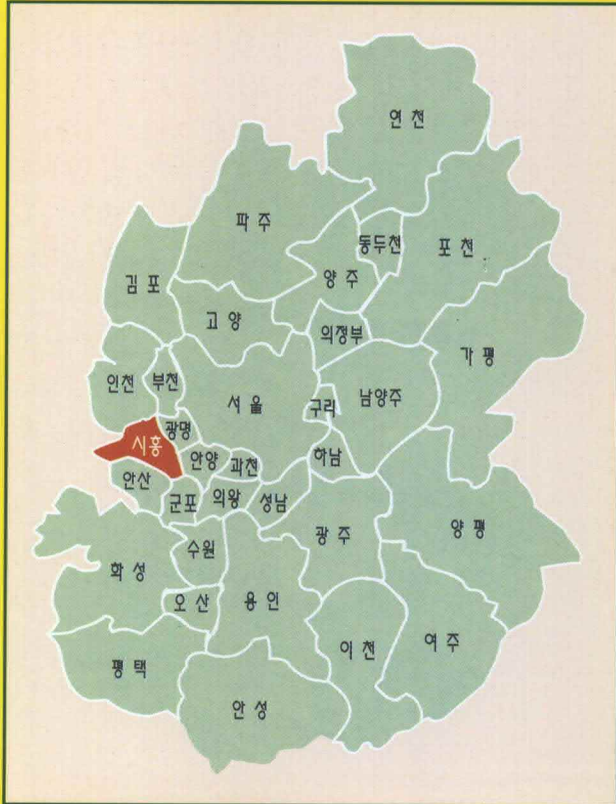 연천
파주
동두천
포천
양주
김포
고양
의정부
가평
인천
부천
서울
구리
남양주
광명
시흥
안양
과천
하남
안산
군포
의왕
성남
광주
양평
수원
화성
오산
용인
이천
여주
평택
안성